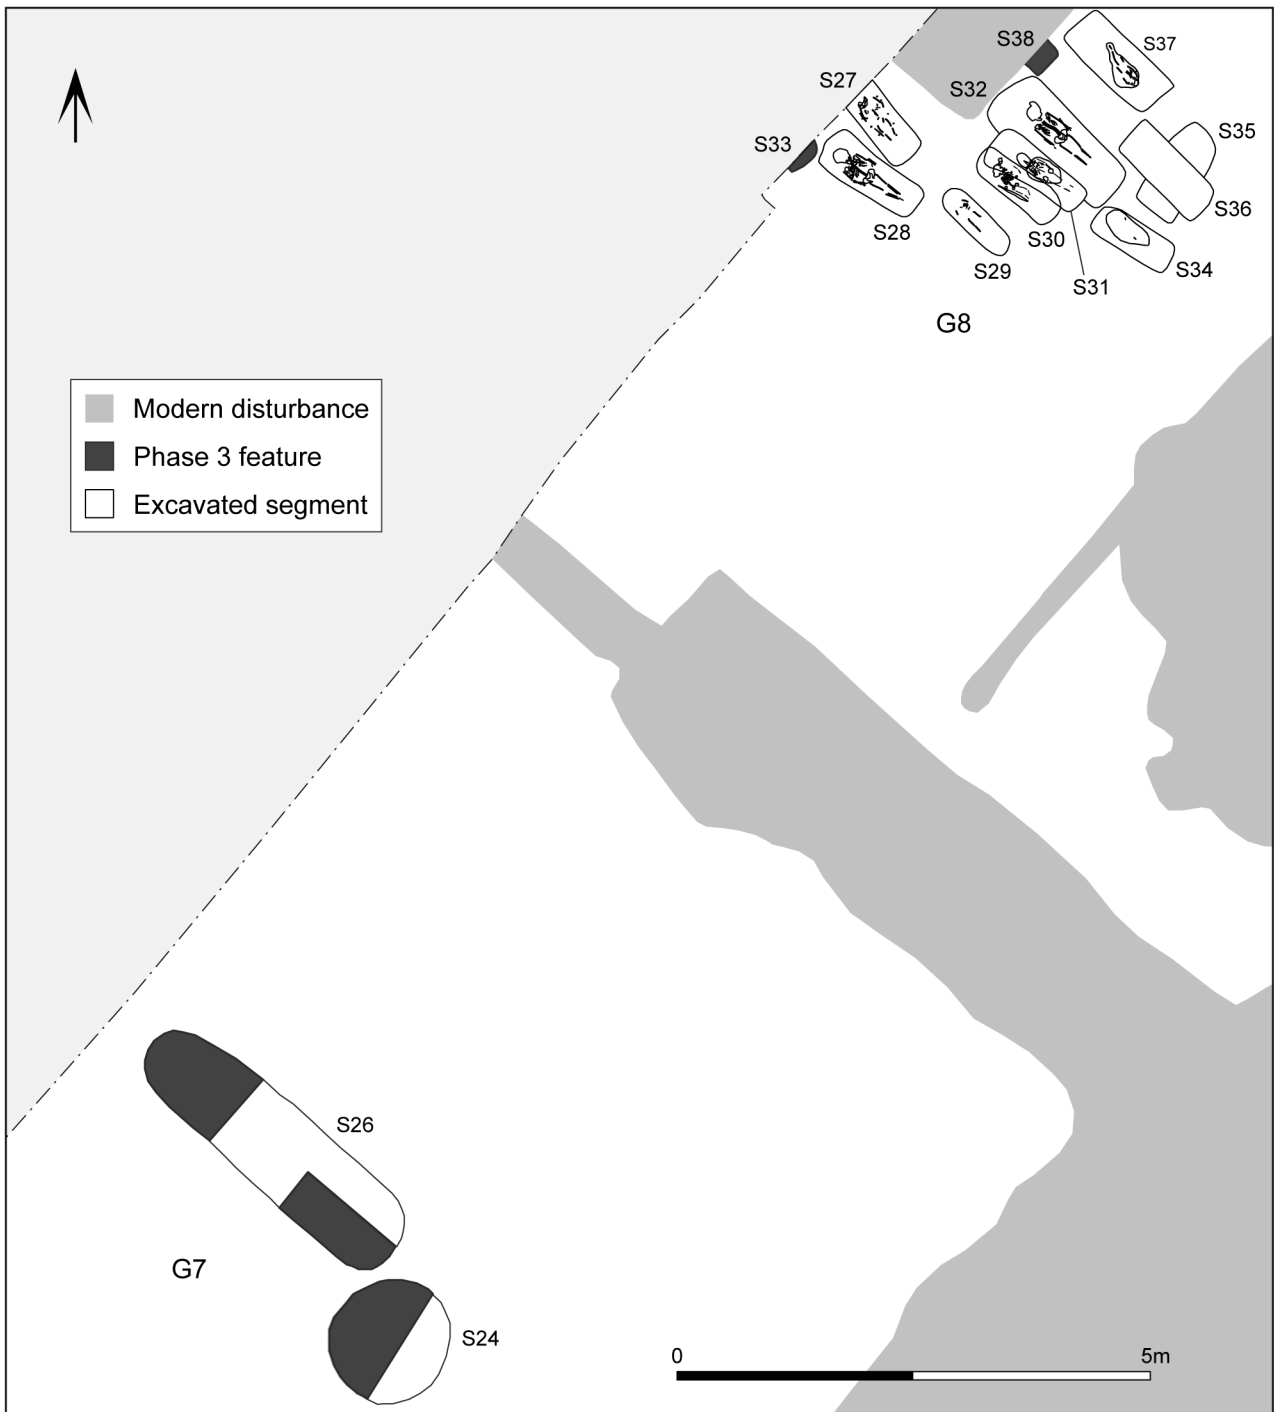 S38
S37
S27
S32
S35
S33
S36
S28
S30
S29
S34
S31
G8
Modern disturbance
Phase 3 feature
Excavated segment
S26
G7
S24
0
5m